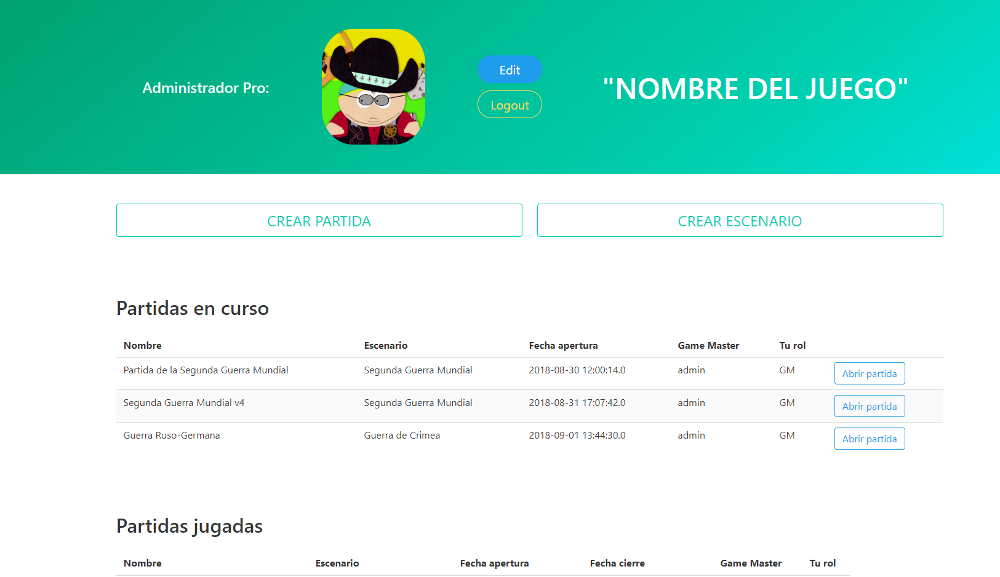 Administrador Pro:
Edit
Logout
"NOMBRE DEL JUEGO"
CREAR PARTIDA
CREAR ESCENARIO
Partidas en curso
Nombre Escenario Fecha apertura Game Master Tu rol
Partida de la Segunda Guerra Mundial Segunda Guerra Mundial 2018-08-30 12:00:14.0 admin GM Abrir partida
Segunda Guerra Mundial v4 Segunda Guerra Mundial 2018-08-31 17:07:42.0 admin GM Abrir partida
Guerra Ruso-Germana Guerra de Crimea 2018-09-01 13:44:30.0 admin GM Abrir partida
Partidas jugadas
Nombre Escenario Fecha apertura Fecha cierre Game Master Tu rol